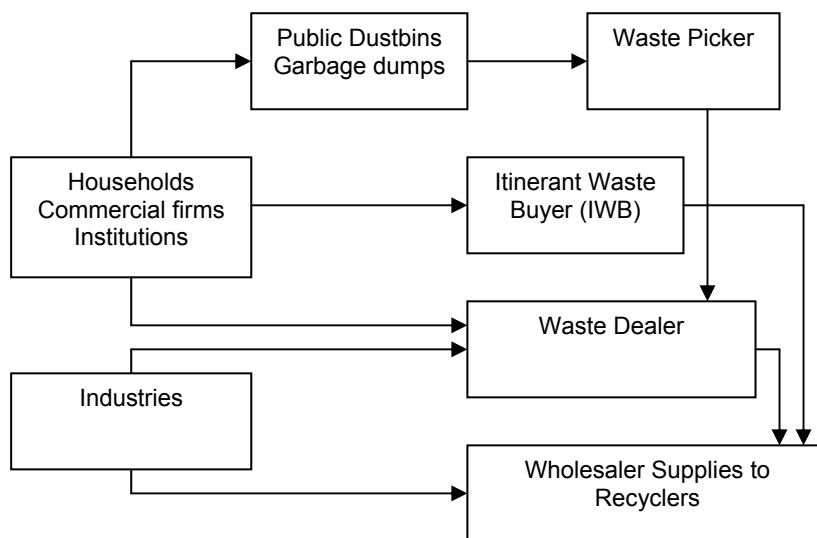 Public Dustbins
Garbage dumps
Waste Picker
Households
Commercial firms
Institutions
Itinerant Waste
Buyer (IWB)
Waste Dealer
Industries
Wholesaler Supplies to
Recyclers